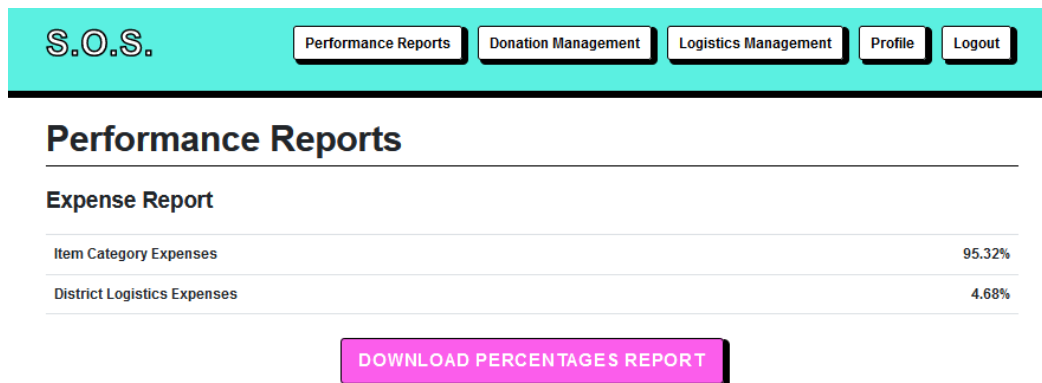 S.O.S.
Performance Reports
Donation Management
Logistics Management
Profile
Logout
Performance Reports
Expense Report
Item Category Expenses 95.32%
District Logistics Expenses 4.68%
DOWNLOAD PERCENTAGES REPORT